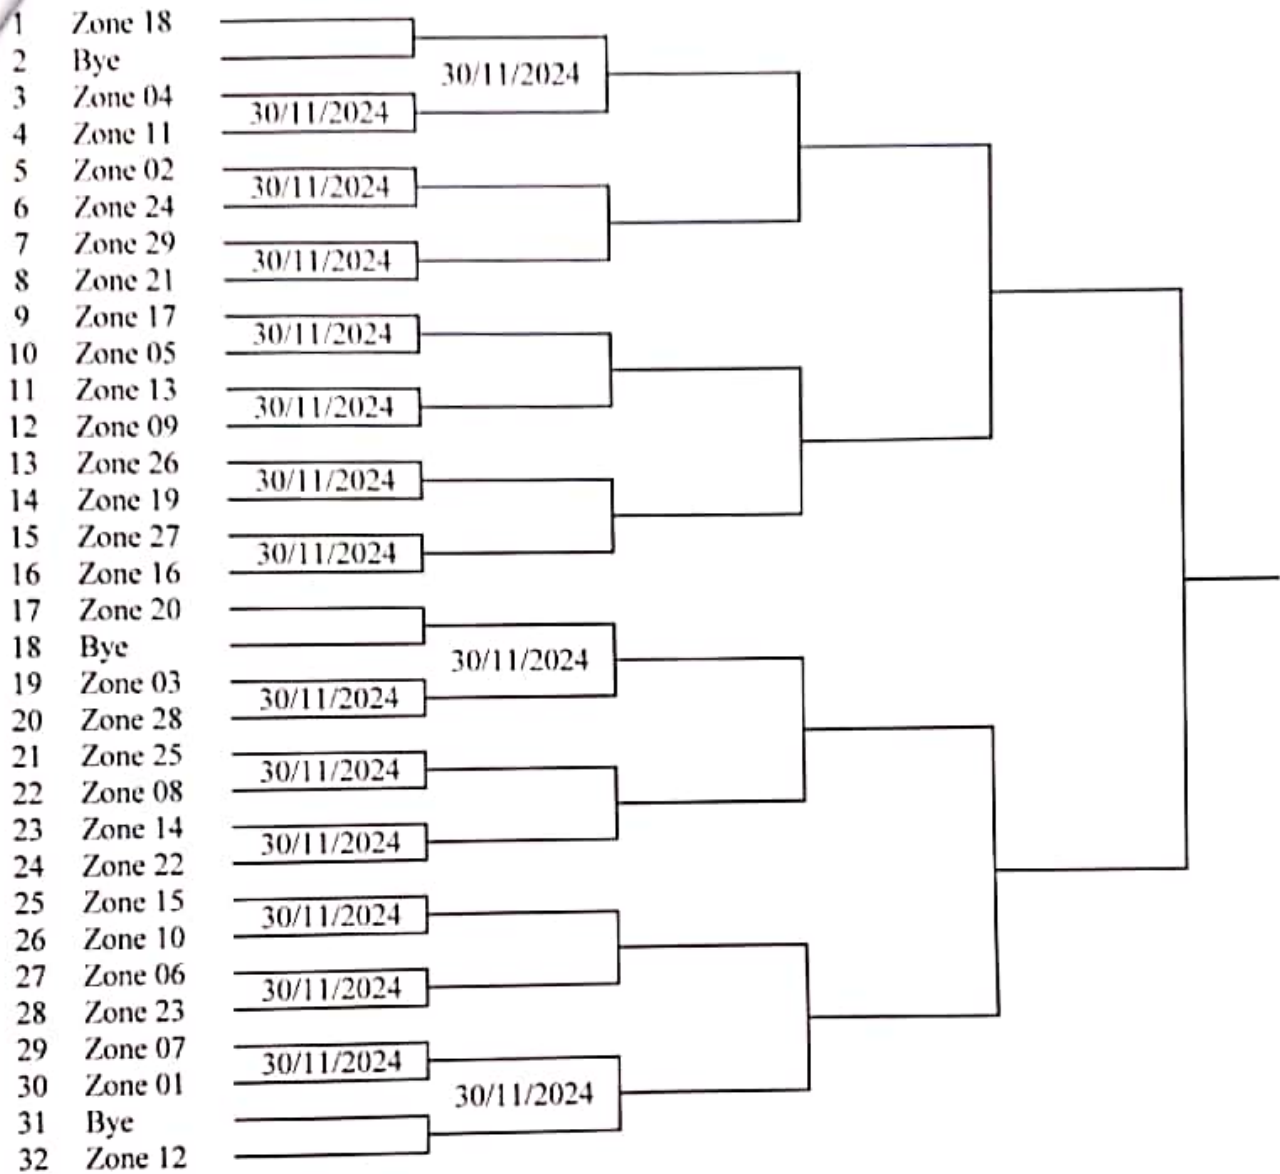 1 Zone 18
2 Bye
30/11/2024
3 Zone 04
30/11/2024
4 Zone 11
5 Zone 02
30/11/2024
6 Zone 24
7 Zone 29
30/11/2024
8 Zone 21
9 Zone 17
30/11/2024
10 Zone 05
11 Zone 13
30/11/2024
12 Zone 09
13 Zone 26
30/11/2024
14 Zone 19
15 Zone 27
30/11/2024
16 Zone 16
17 Zone 20
18 Bye
30/11/2024
19 Zone 03
30/11/2024
20 Zone 28
21 Zone 25
30/11/2024
22 Zone 08
23 Zone 14
30/11/2024
24 Zone 22
25 Zone 15
30/11/2024
26 Zone 10
27 Zone 06
30/11/2024
28 Zone 23
29 Zone 07
30/11/2024
30 Zone 01
30/11/2024
31 Bye
32 Zone 12